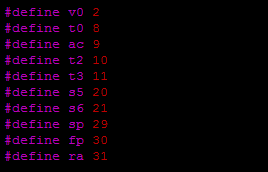 #define v0 2
#define t0 8
#define ac 9
#define t2 10
#define t3 11
#define s5 20
#define s6 21
#define sp 29
#define fp 30
#define ra 31